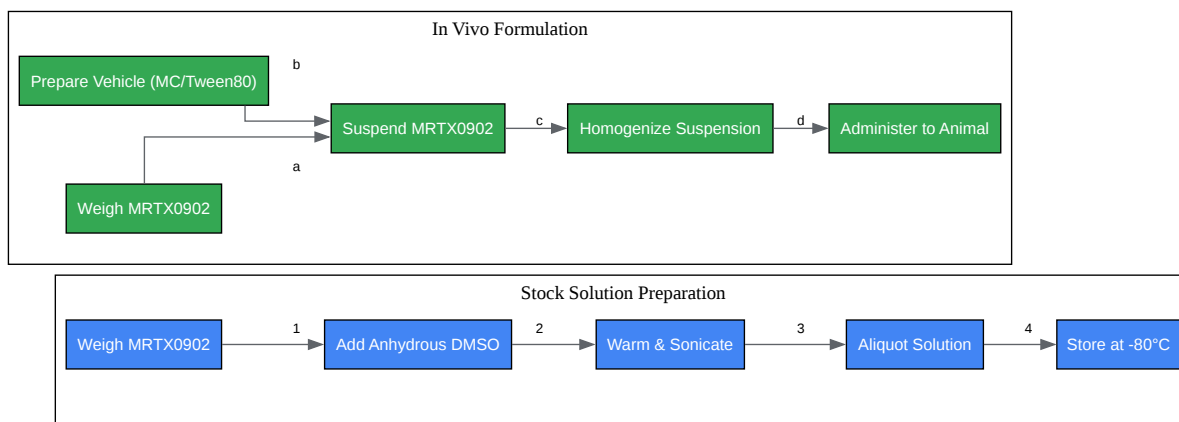 In Vivo Formulation
Prepare Vehicle (MC/Tween80)
b
Suspend MRTX0902
c
Homogenize Suspension
d
Administer to Animal
a
Weigh MRTX0902
Stock Solution Preparation
Weigh MRTX0902
1
Add Anhydrous DMSO
2
Warm & Sonicate
3
Aliquot Solution
4
Store at -80°C